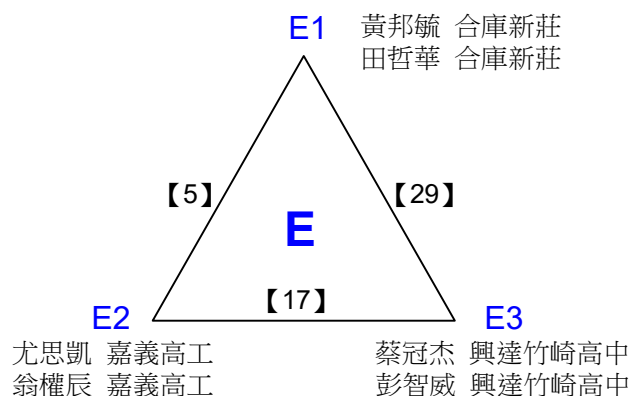 E1 黃邦毓 合庫新莊
田哲華 合庫新莊
【5】 【29】
E
【17】
E2 E3
尤思凱 嘉義高工 蔡冠杰 興達竹崎高中
翁權辰 嘉義高工 彭智威 興達竹崎高中